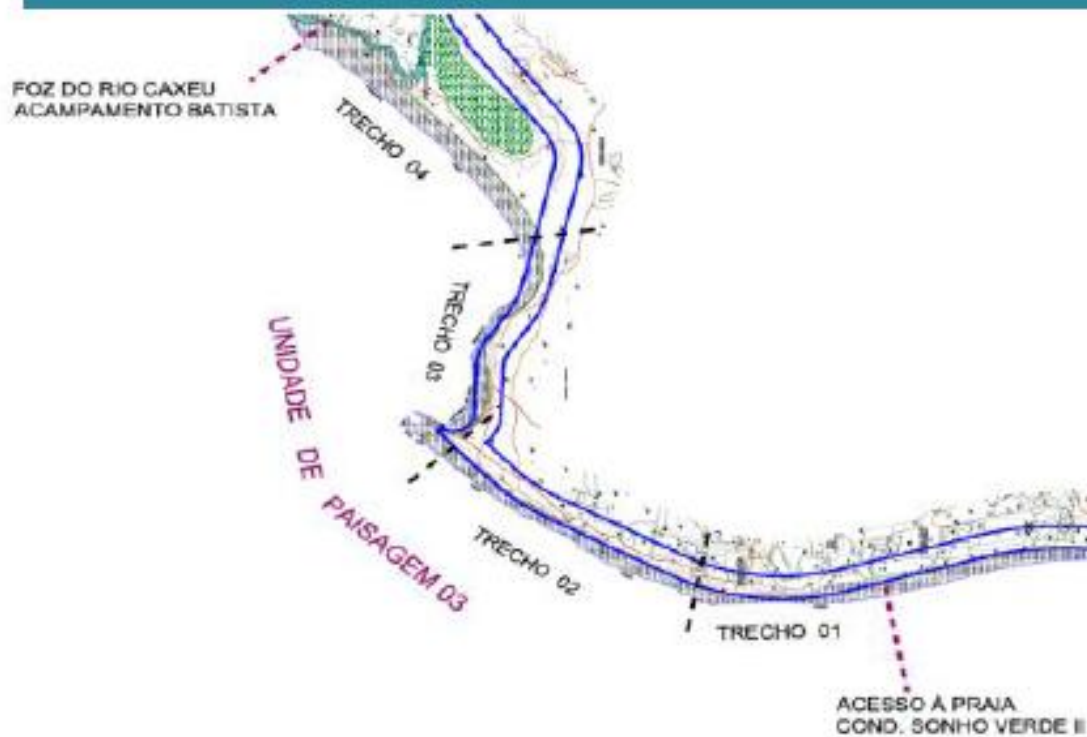 FOZ DO RIO CAXEU
ACAMPAMENTO BATISTA
TRECHO 04
TRECHO 03
UNIDADE DE PAISAGEM 03
TRECHO 02
TRECHO 01
ACESSO À PRAIA
COND. SONHO VERDE II